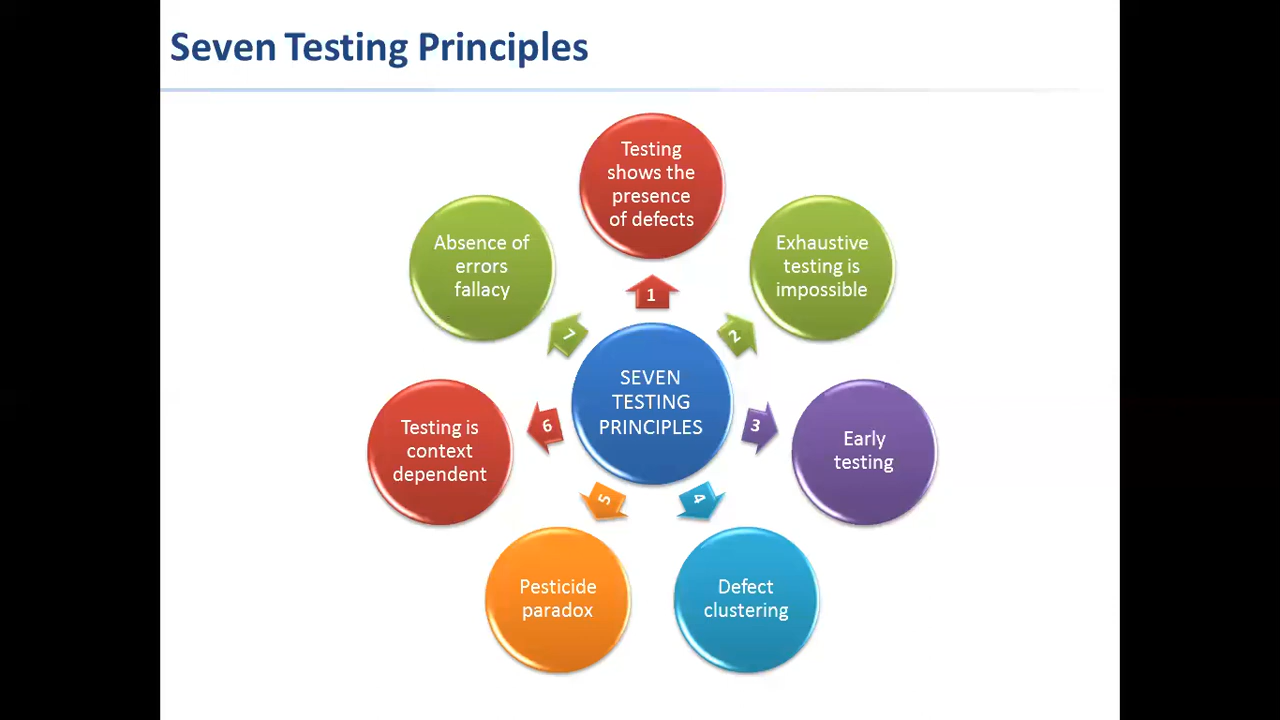 Seven Testing Principles
Testing
shows the
presence
of defects
Exhaustive
testing is
impossible
Early
testing
Defect
clustering
Pesticide
paradox
Testing is
context
dependent
Absence of
errors
fallacy
1
2
3
4
5
6
7
SEVEN
TESTING
PRINCIPLES